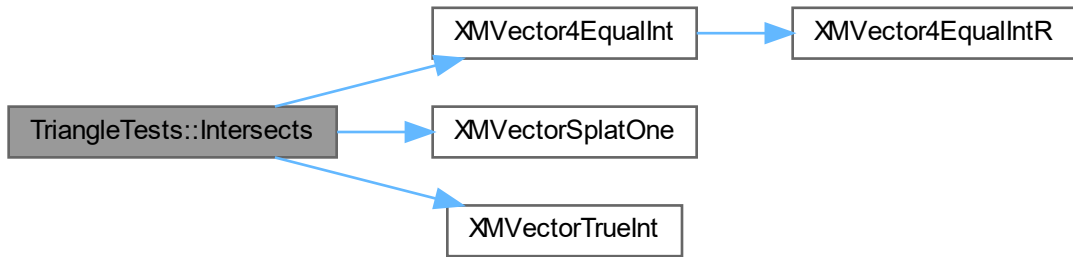 XMVector4EqualInt
XMVector4EqualIntR
TriangleTests::Intersects
XMVectorSplatOne
XMVectorTrueInt